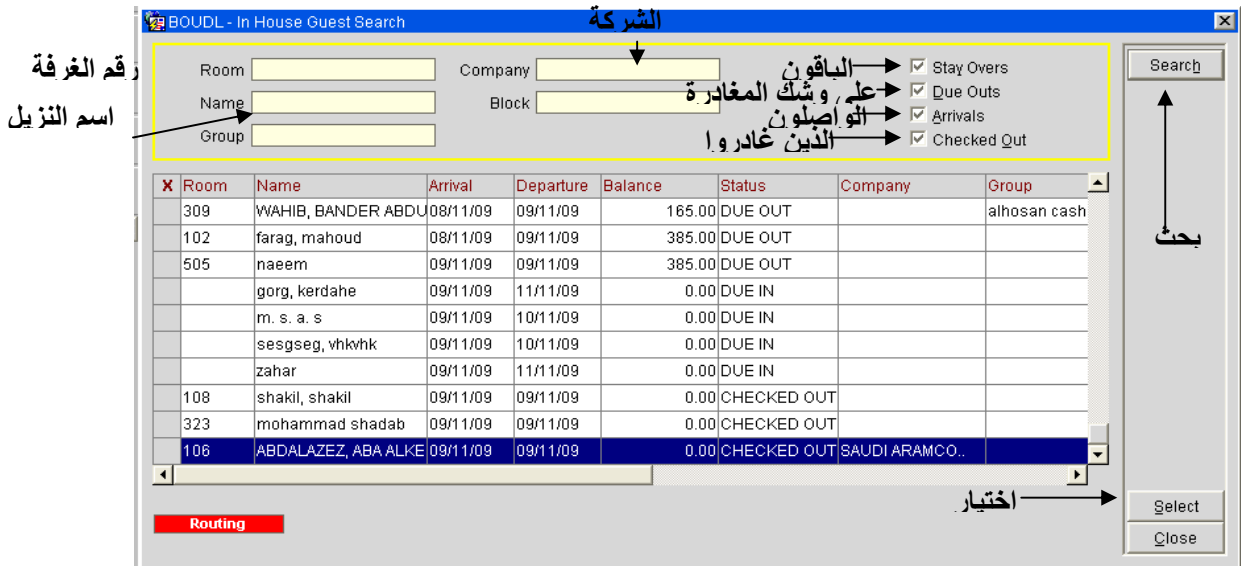 BOUDL - In House Guest Search
الشركة
رقم الغرفة
Room
Company
الباقون
Stay Overs
Search
اسم النزيل
Name
Block
على وشك المغادرة
Due Outs
الواصلون
Arrivals
Group
الذين غادروا
Checked Out
X Room Name Arrival Departure Balance Status Company Group
309 WAHIB, BANDER ABDU 08/11/09 09/11/09 165.00 DUE OUT alhosan cash
102 farag, mahoud 08/11/09 09/11/09 385.00 DUE OUT
بحث
505 naeem 09/11/09 09/11/09 385.00 DUE OUT
gorg, kerdahe 09/11/09 11/11/09 0.00 DUE IN
m. s. a. s 09/11/09 10/11/09 0.00 DUE IN
sesgseg, vhkvhk 09/11/09 10/11/09 0.00 DUE IN
zahar 09/11/09 11/11/09 0.00 DUE IN
108 shakil, shakil 09/11/09 09/11/09 0.00 CHECKED OUT
323 mohammad shadab 09/11/09 09/11/09 0.00 CHECKED OUT
106 ABDALAZEZ, ABA ALKE 09/11/09 09/11/09 0.00 CHECKED OUT SAUDI ARAMCO..
اختيار
Select
Routing
Close